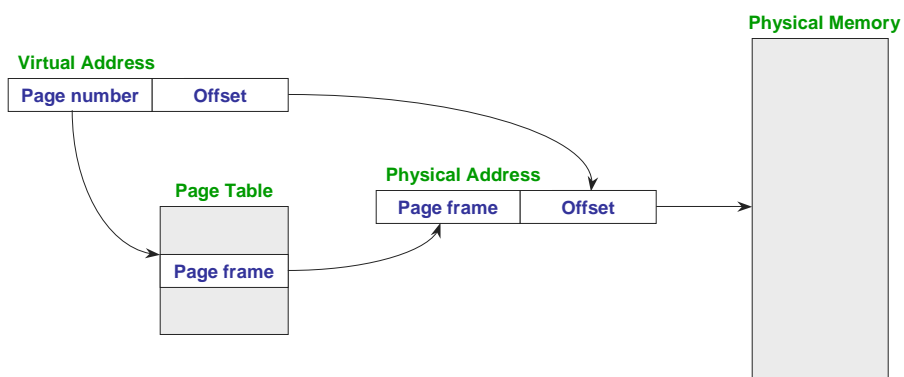 Physical Memory
Virtual Address
Page number Offset
Physical Address
Page Table
Page frame Offset
Page frame